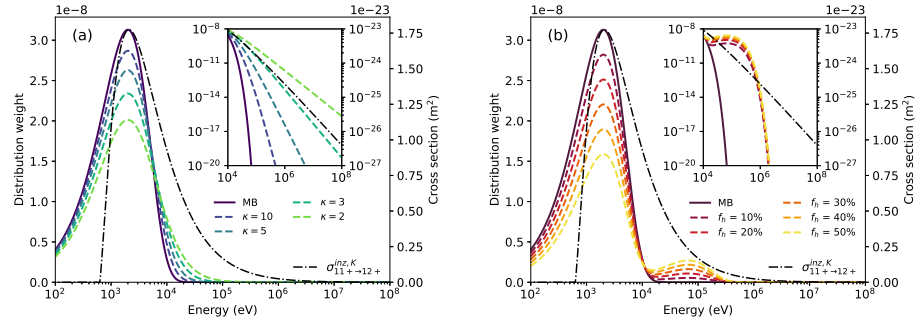 1e−8
1e−23
(a)
3.0
2.5
2.0
1.5
1.0
0.5
0.0
Distribution weight
10^2 10^3 10^4 10^5 10^6 10^7 10^8
Energy (eV)
1.75
1.50
1.25
1.00
0.75
0.50
0.25
0.00
Cross section (m^2)
10^−8
10^−11
10^−14
10^−17
10^−20
10^4 10^6 10^8
10^−23
10^−24
10^−25
10^−26
10^−27
MB
κ = 10
κ = 5
κ = 3
κ = 2
σ^{inz, K}_{11+→12+}
1e−8
1e−23
(b)
3.0
2.5
2.0
1.5
1.0
0.5
0.0
Distribution weight
10^2 10^3 10^4 10^5 10^6 10^7 10^8
Energy (eV)
1.75
1.50
1.25
1.00
0.75
0.50
0.25
0.00
Cross section (m^2)
10^−8
10^−11
10^−14
10^−17
10^−20
10^4 10^6 10^8
10^−23
10^−24
10^−25
10^−26
10^−27
MB
f_h = 10%
f_h = 20%
f_h = 30%
f_h = 40%
f_h = 50%
σ^{inz, K}_{11+→12+}